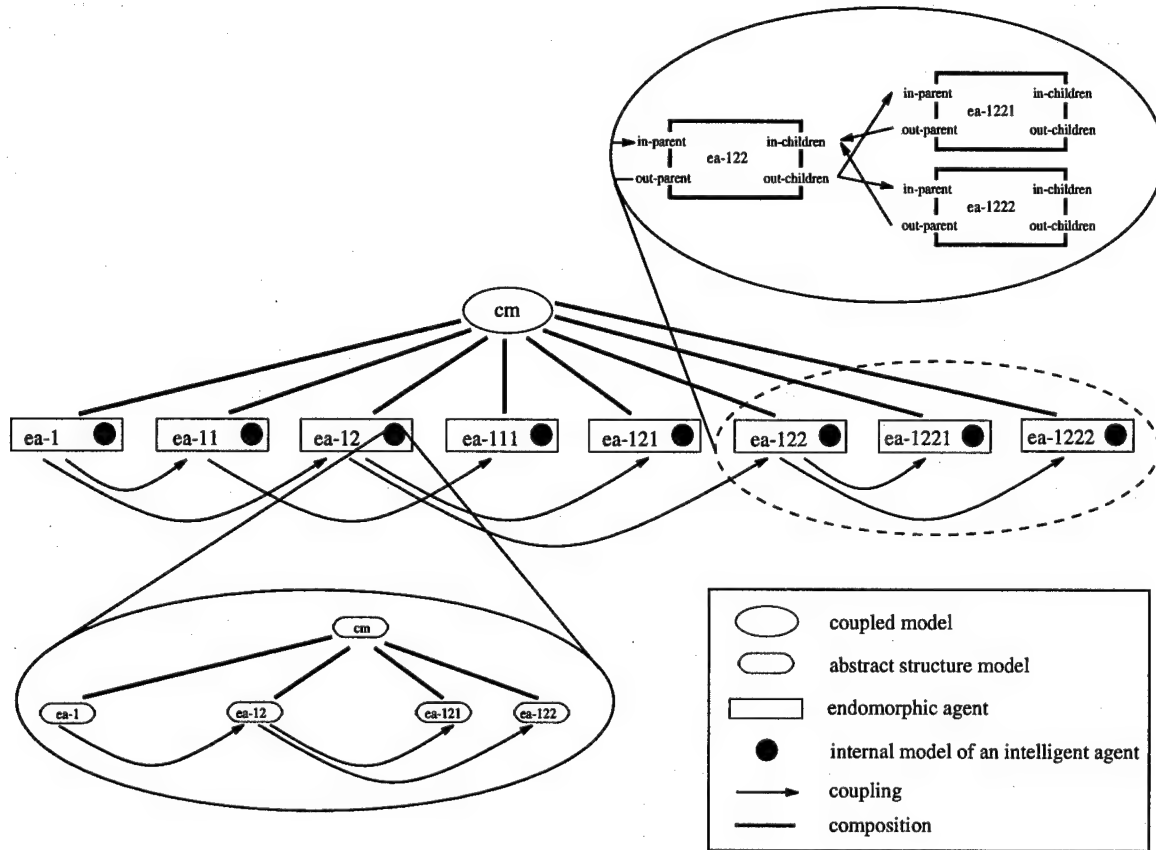 in-parent
in-children
ea-1221
out-parent
out-children
in-parent
in-children
ea-122
out-parent
out-children
in-parent
in-children
ea-1222
out-parent
out-children
cm
ea-1
ea-11
ea-12
ea-111
ea-121
ea-122
ea-1221
ea-1222
cm
ea-1
ea-12
ea-121
ea-122
coupled model
abstract structure model
endomorphic agent
internal model of an intelligent agent
coupling
composition